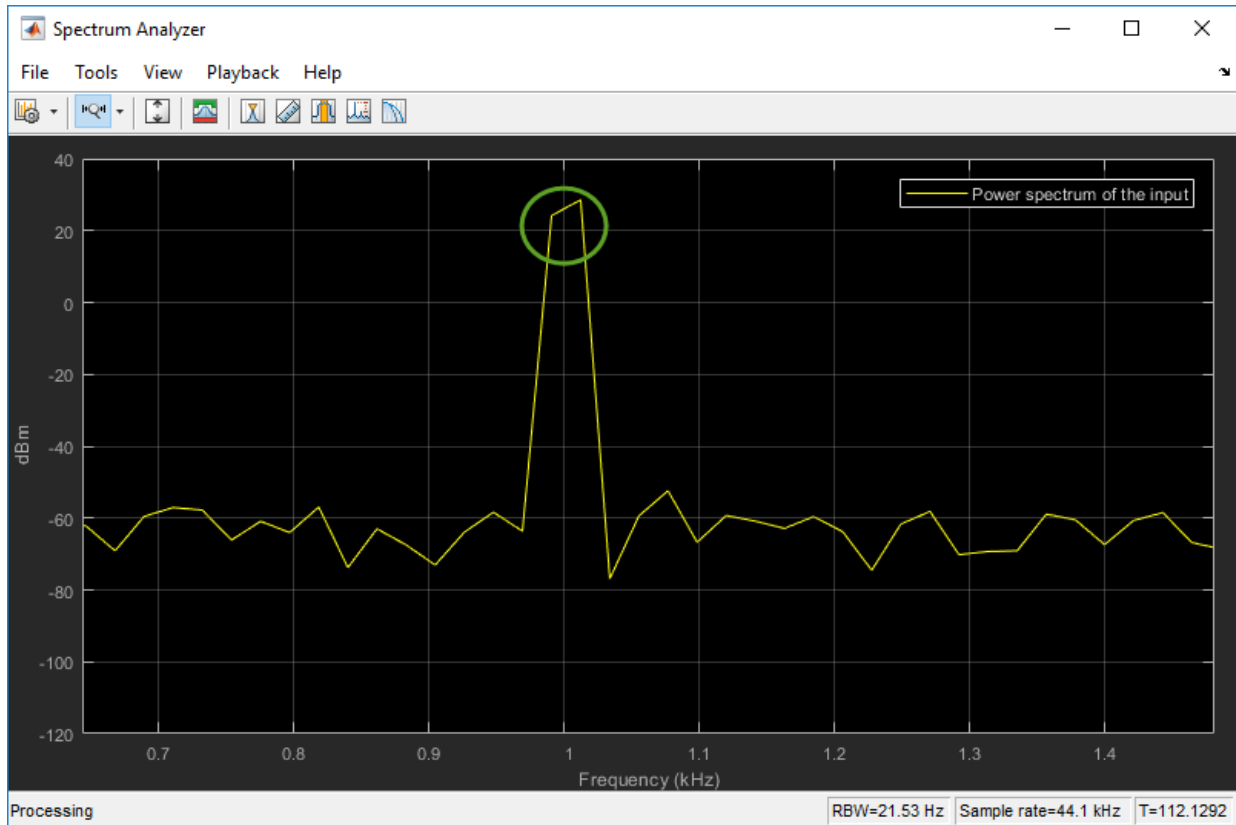 Spectrum Analyzer
File Tools View Playback Help
40
20
0
-20
-40
-60
-80
-100
-120
dBm
Power spectrum of the input
0.7 0.8 0.9 1 1.1 1.2 1.3 1.4
Frequency (kHz)
Processing RBW=21.53 Hz Sample rate=44.1 kHz T=112.1292